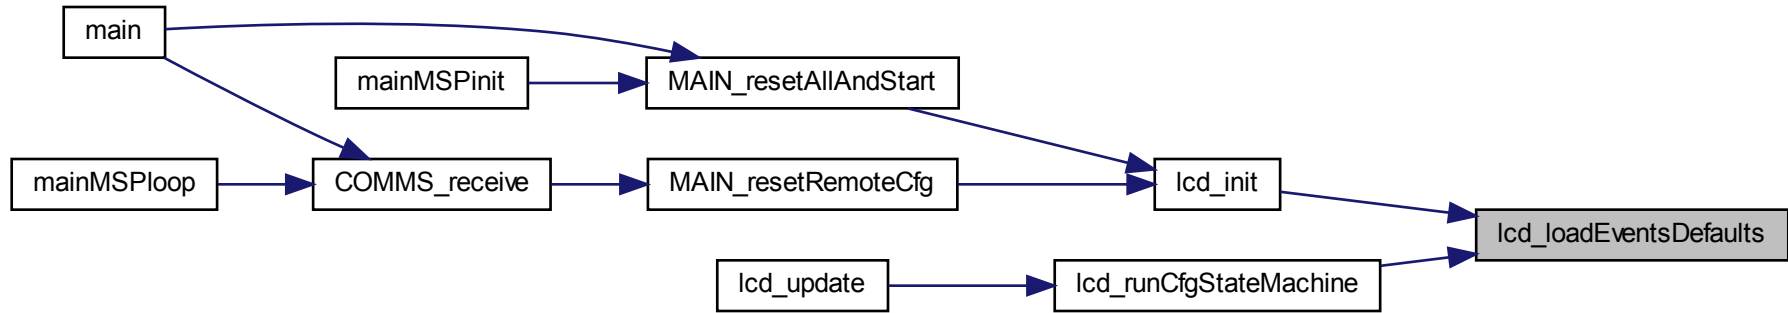 main
mainMSPinit
MAIN_resetAllAndStart
mainMSPloop
COMMS_receive
MAIN_resetRemoteCfg
lcd_init
lcd_loadEventsDefaults
lcd_update
lcd_runCfgStateMachine